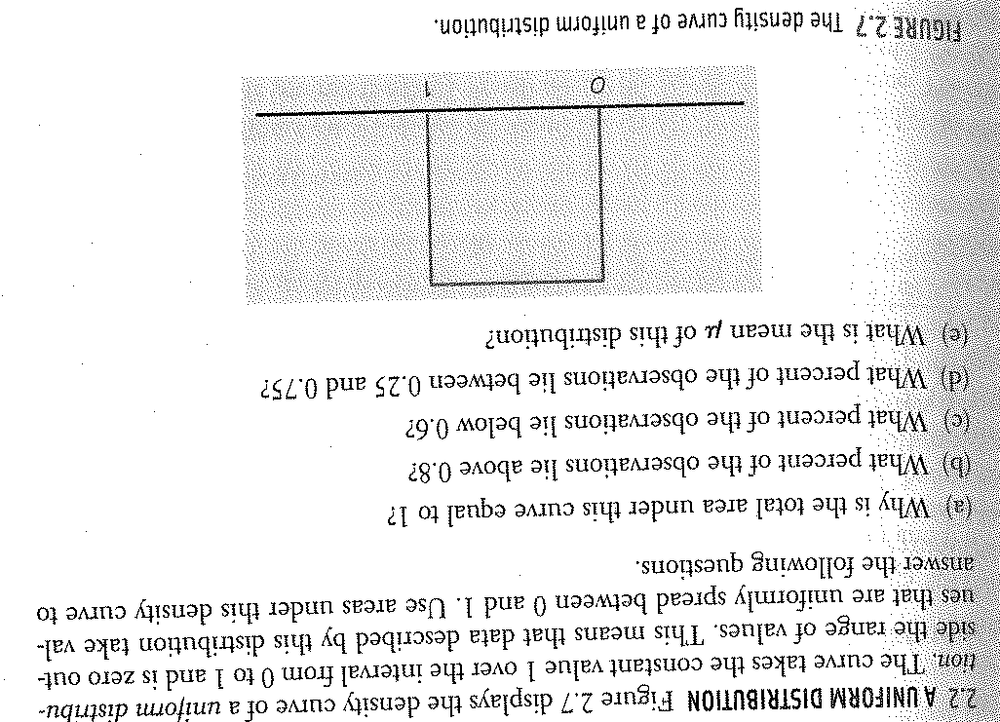 2.2 A UNIFORM DISTRIBUTION Figure 2.7 displays the density curve of a uniform distribu-
tion. The curve takes the constant value 1 over the interval from 0 to 1 and is zero out-
side the range of values. This means that data described by this distribution take val-
ues that are uniformly spread between 0 and 1. Use areas under this density curve to
answer the following questions.
(a) Why is the total area under this curve equal to 1?
(b) What percent of the observations lie above 0.8?
(c) What percent of the observations lie below 0.6?
(d) What percent of the observations lie between 0.25 and 0.75?
(e) What is the mean μ of this distribution?
0 1
FIGURE 2.7 The density curve of a uniform distribution.